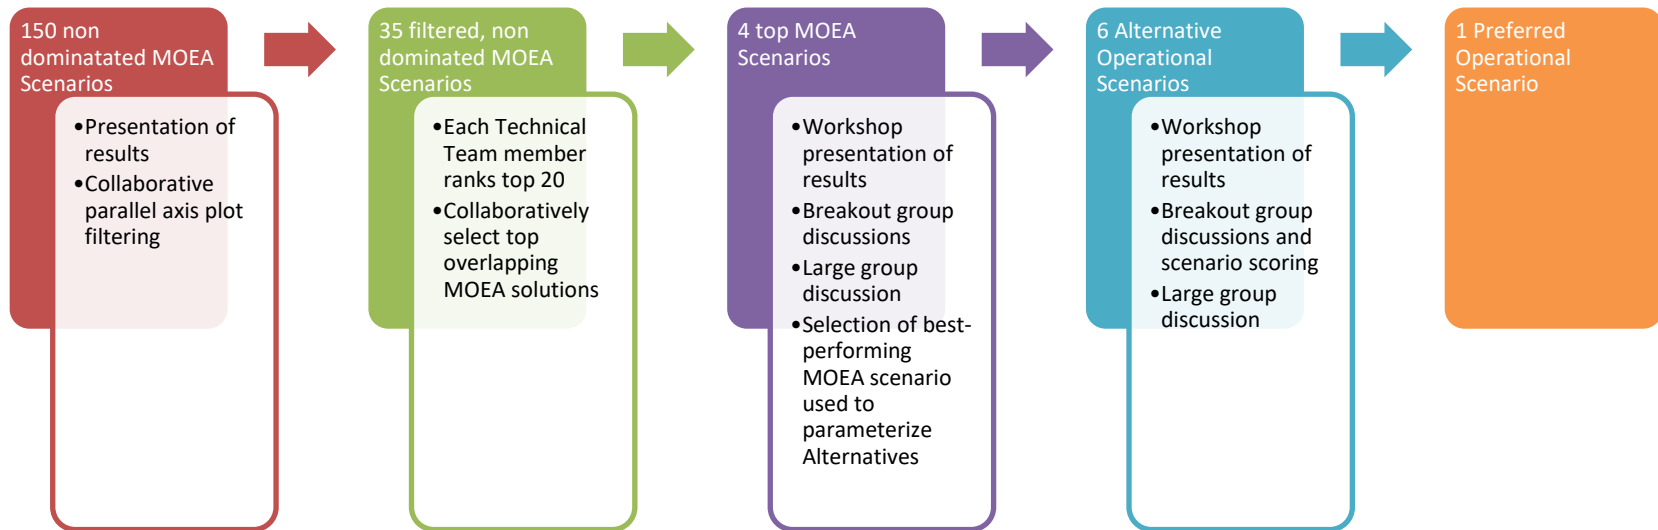 150 non
dominatated MOEA
Scenarios
•Presentation of
results
•Collaborative
parallel axis plot
filtering
35 filtered, non
dominated MOEA
Scenarios
•Each Technical
Team member
ranks top 20
•Collaboratively
select top
overlapping
MOEA solutions
4 top MOEA
Scenarios
•Workshop
presentation of
results
•Breakout group
discussions
•Large group
discussion
•Selection of best-
performing
MOEA scenario
used to
parameterize
Alternatives
6 Alternative
Operational
Scenarios
•Workshop
presentation of
results
•Breakout group
discussions and
scenario scoring
•Large group
discussion
1 Preferred
Operational
Scenario